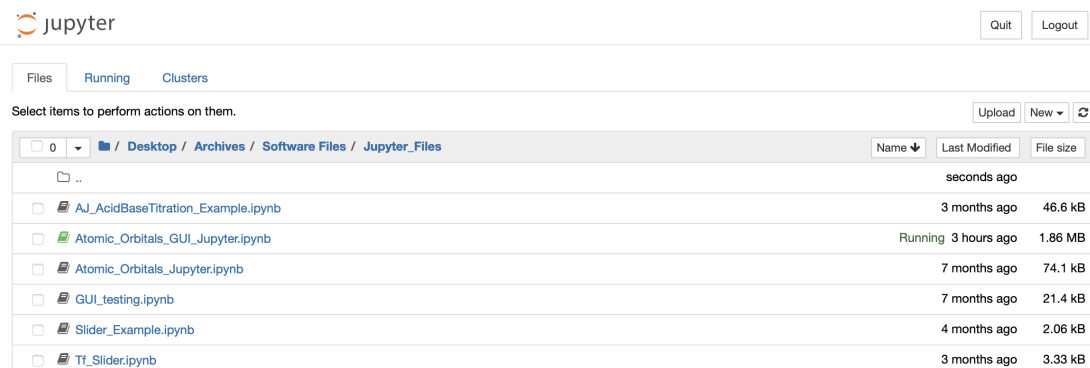 jupyter Quit Logout
Files Running Clusters
Select items to perform actions on them. Upload New
0 / Desktop / Archives / Software Files / Jupyter_Files Name Last Modified File size
.. seconds ago
AJ_AcidBaseTitration_Example.ipynb 3 months ago 46.6 kB
Atomic_Orbitals_GUI_Jupyter.ipynb Running 3 hours ago 1.86 MB
Atomic_Orbitals_Jupyter.ipynb 7 months ago 74.1 kB
GUI_testing.ipynb 7 months ago 21.4 kB
Slider_Example.ipynb 4 months ago 2.06 kB
Tf_Slider.ipynb 3 months ago 3.33 kB